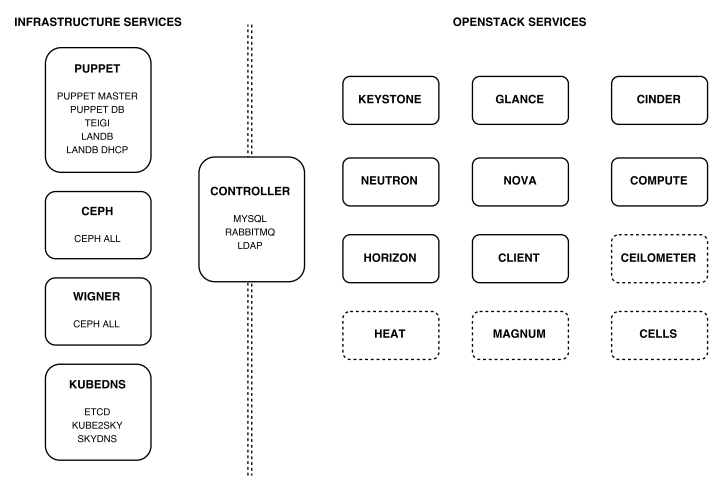 INFRASTRUCTURE SERVICES
PUPPET
PUPPET MASTER
PUPPET DB
TEIGI
LANDB
LANDB DHCP
CEPH
CEPH ALL
WIGNER
CEPH ALL
KUBEDNS
ETCD
KUBE2SKY
SKYDNS
CONTROLLER
MYSQL
RABBITMQ
LDAP
OPENSTACK SERVICES
KEYSTONE
GLANCE
CINDER
NEUTRON
NOVA
COMPUTE
HORIZON
CLIENT
CEILOMETER
HEAT
MAGNUM
CELLS